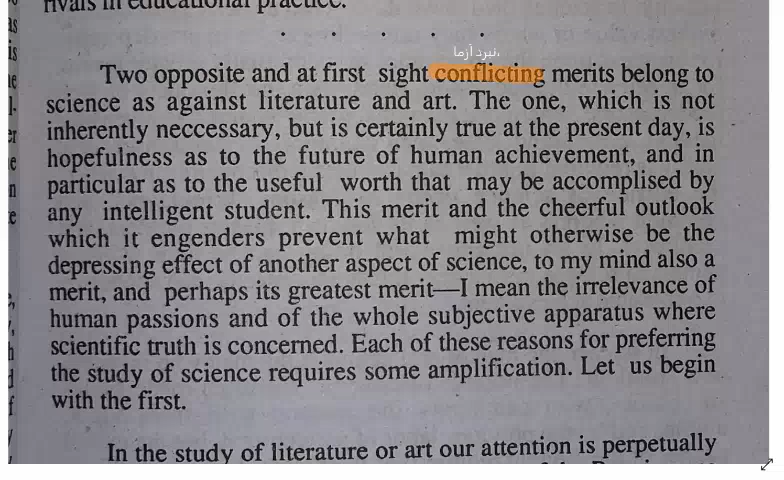 rivals in educational practice.
. . . . .
نبرد آزما،
Two opposite and at first sight conflicting merits belong to
science as against literature and art. The one, which is not
inherently neccessary, but is certainly true at the present day, is
hopefulness as to the future of human achievement, and in
particular as to the useful worth that may be accomplised by
any intelligent student. This merit and the cheerful outlook
which it engenders prevent what might otherwise be the
depressing effect of another aspect of science, to my mind also a
merit, and perhaps its greatest merit—I mean the irrelevance of
human passions and of the whole subjective apparatus where
scientific truth is concerned. Each of these reasons for preferring
the study of science requires some amplification. Let us begin
with the first.
In the study of literature or art our attention is perpetually